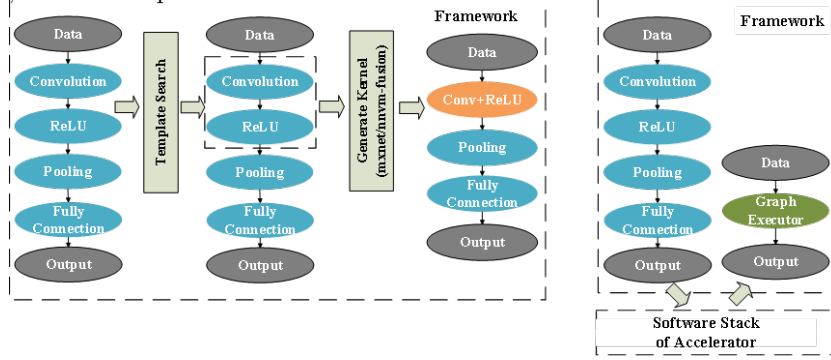 Framework
Data
Convolution
ReLU
Pooling
Fully
Connection
Output
Template Search
Data
Convolution
ReLU
Pooling
Fully
Connection
Output
Generate Kernel
(mxnet/nnvm-fusion)
Data
Conv+ReLU
Pooling
Fully
Connection
Output
Framework
Data
Convolution
ReLU
Pooling
Fully
Connection
Output
Data
Graph
Executor
Output
Software Stack
of Accelerator